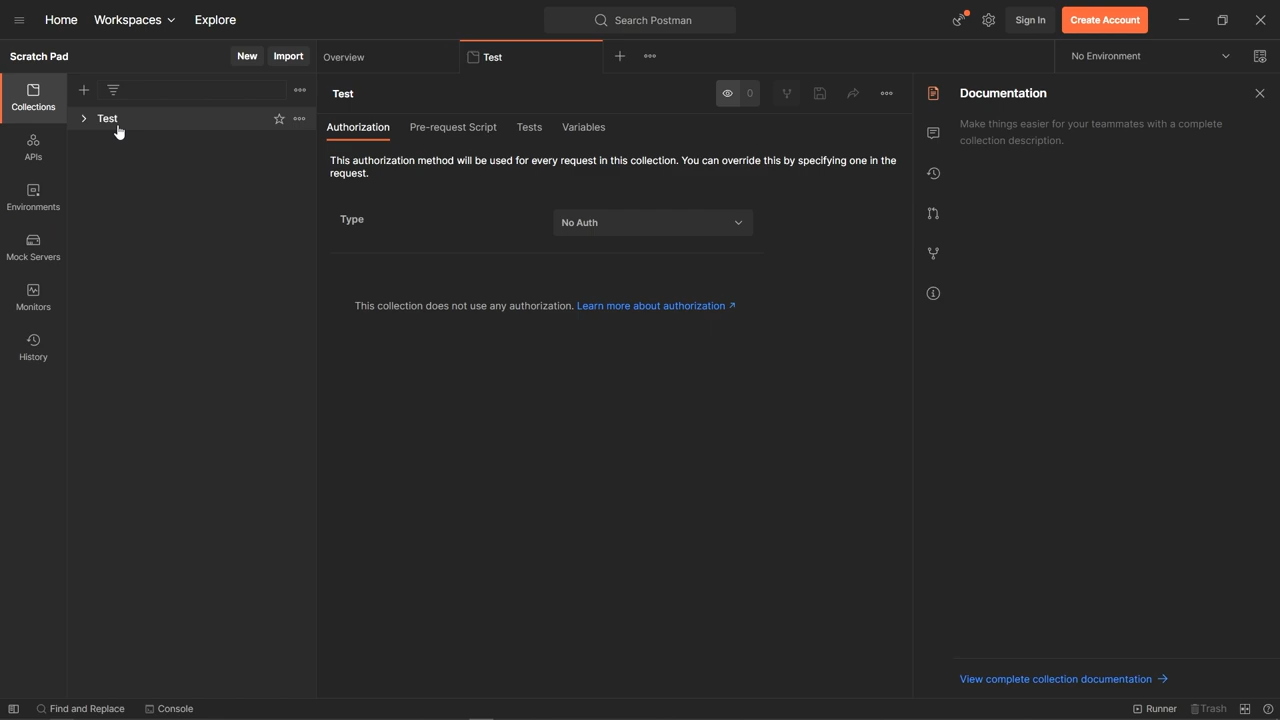 Home Workspaces Explore Search Postman Sign In Create Account
Scratch Pad New Import Overview Test No Environment
Collections
Test
APIs
Environments
Mock Servers
Monitors
History
Test 0
Authorization Pre-request Script Tests Variables
This authorization method will be used for every request in this collection. You can override this by specifying one in the
request.
Type No Auth
This collection does not use any authorization. Learn more about authorization ↗
Documentation
Make things easier for your teammates with a complete
collection description.
View complete collection documentation →
Find and Replace Console Runner Trash